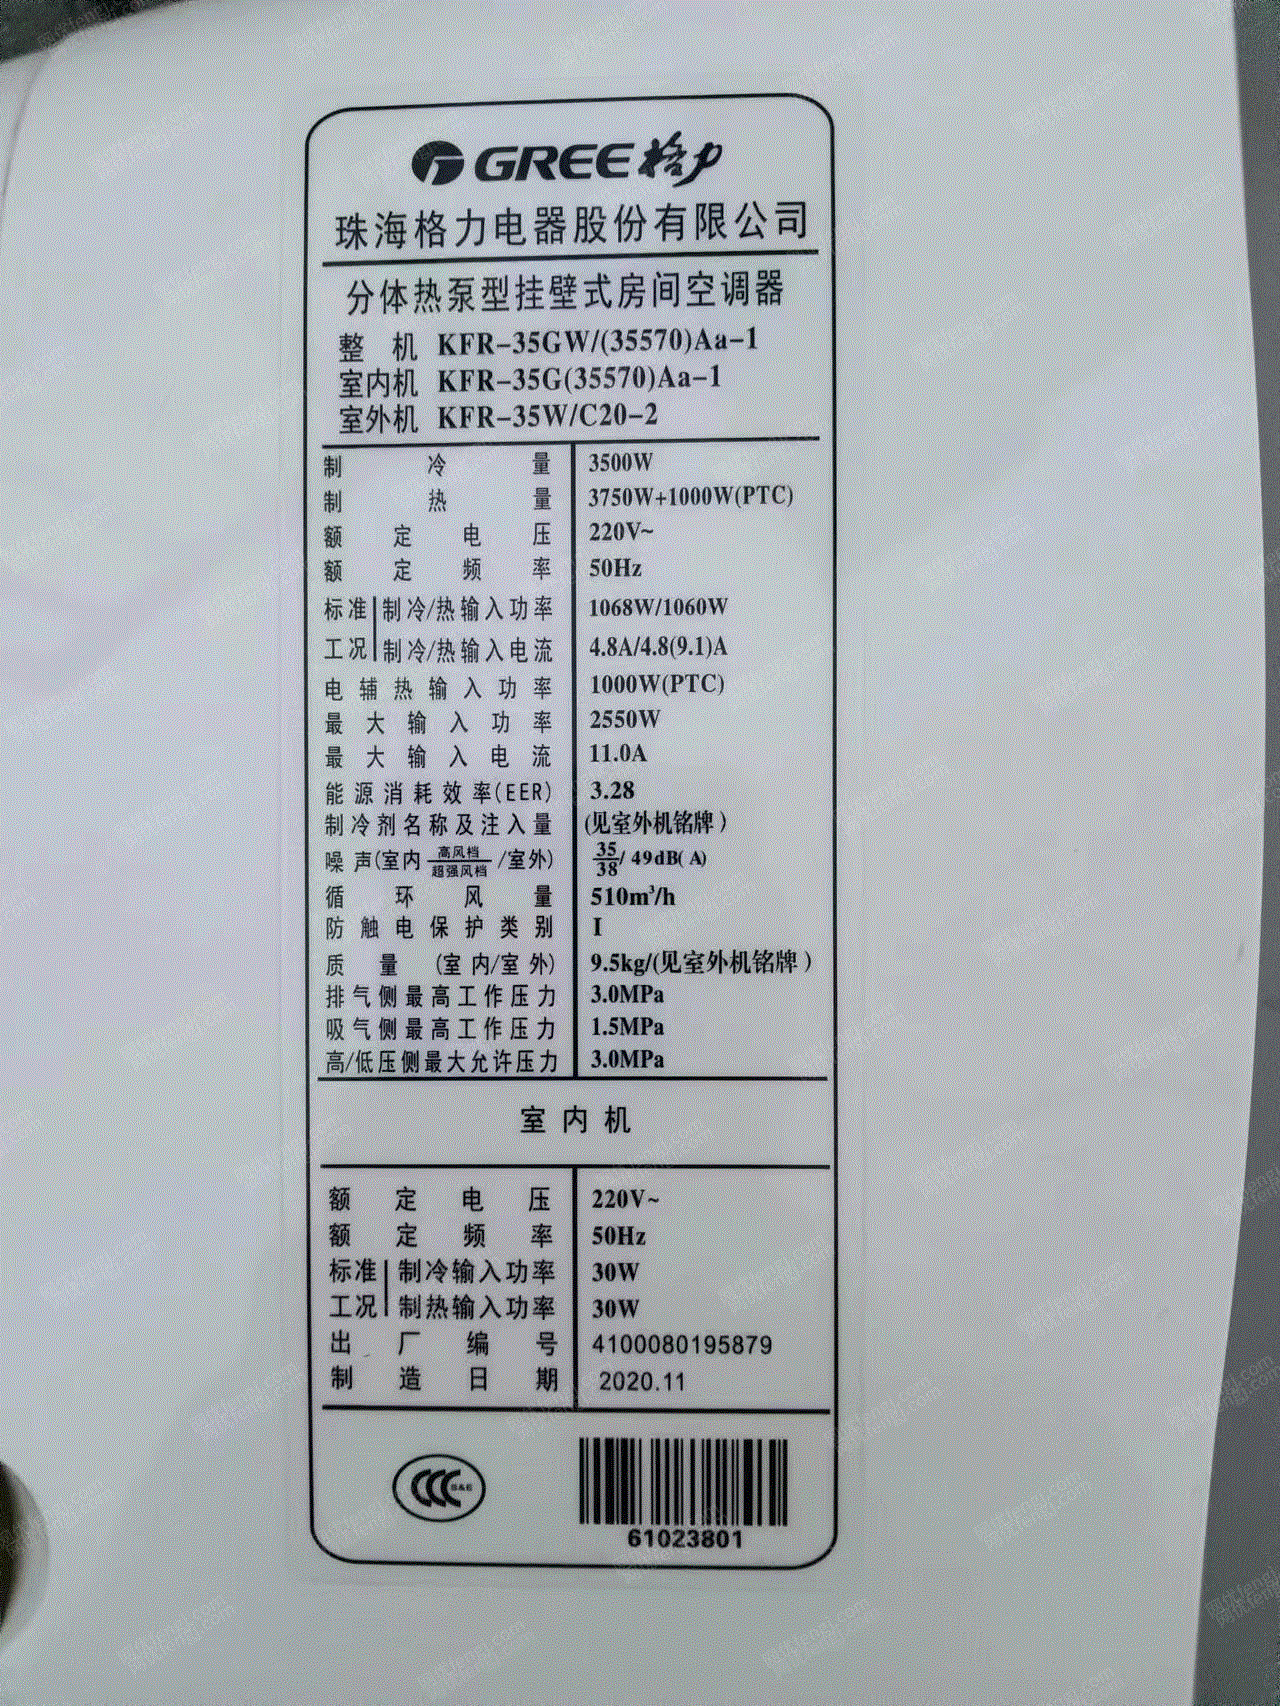 GREE 格力
珠海格力电器股份有限公司
分体热泵型挂壁式房间空调器
整 机 KFR-35GW/(35570)Aa-1
室内机 KFR-35G(35570)Aa-1
室外机 KFR-35W/C20-2
制冷量 3500W
制热量 3750W+1000W(PTC)
额定电压 220V~
额定频率 50Hz
标准 制冷/热输入功率 1068W/1060W
工况 制冷/热输入电流 4.8A/4.8(9.1)A
电辅热输入功率 1000W(PTC)
最大输入功率 2550W
最大输入电流 11.0A
能源消耗效率(EER) 3.28
制冷剂名称及注入量 (见室外机铭牌)
噪声(室内 高风档/超强风档 /室外) 35/38 / 49dB(A)
循环风量 510m³/h
防触电保护类别 I
质量 (室内/室外) 9.5kg/(见室外机铭牌)
排气侧最高工作压力 3.0MPa
吸气侧最高工作压力 1.5MPa
高/低压侧最大允许压力 3.0MPa
室内机
额定电压 220V~
额定频率 50Hz
标准 制冷输入功率 30W
工况 制热输入功率 30W
出厂编号 4100080195879
制造日期 2020.11
CCC S&E
61023801